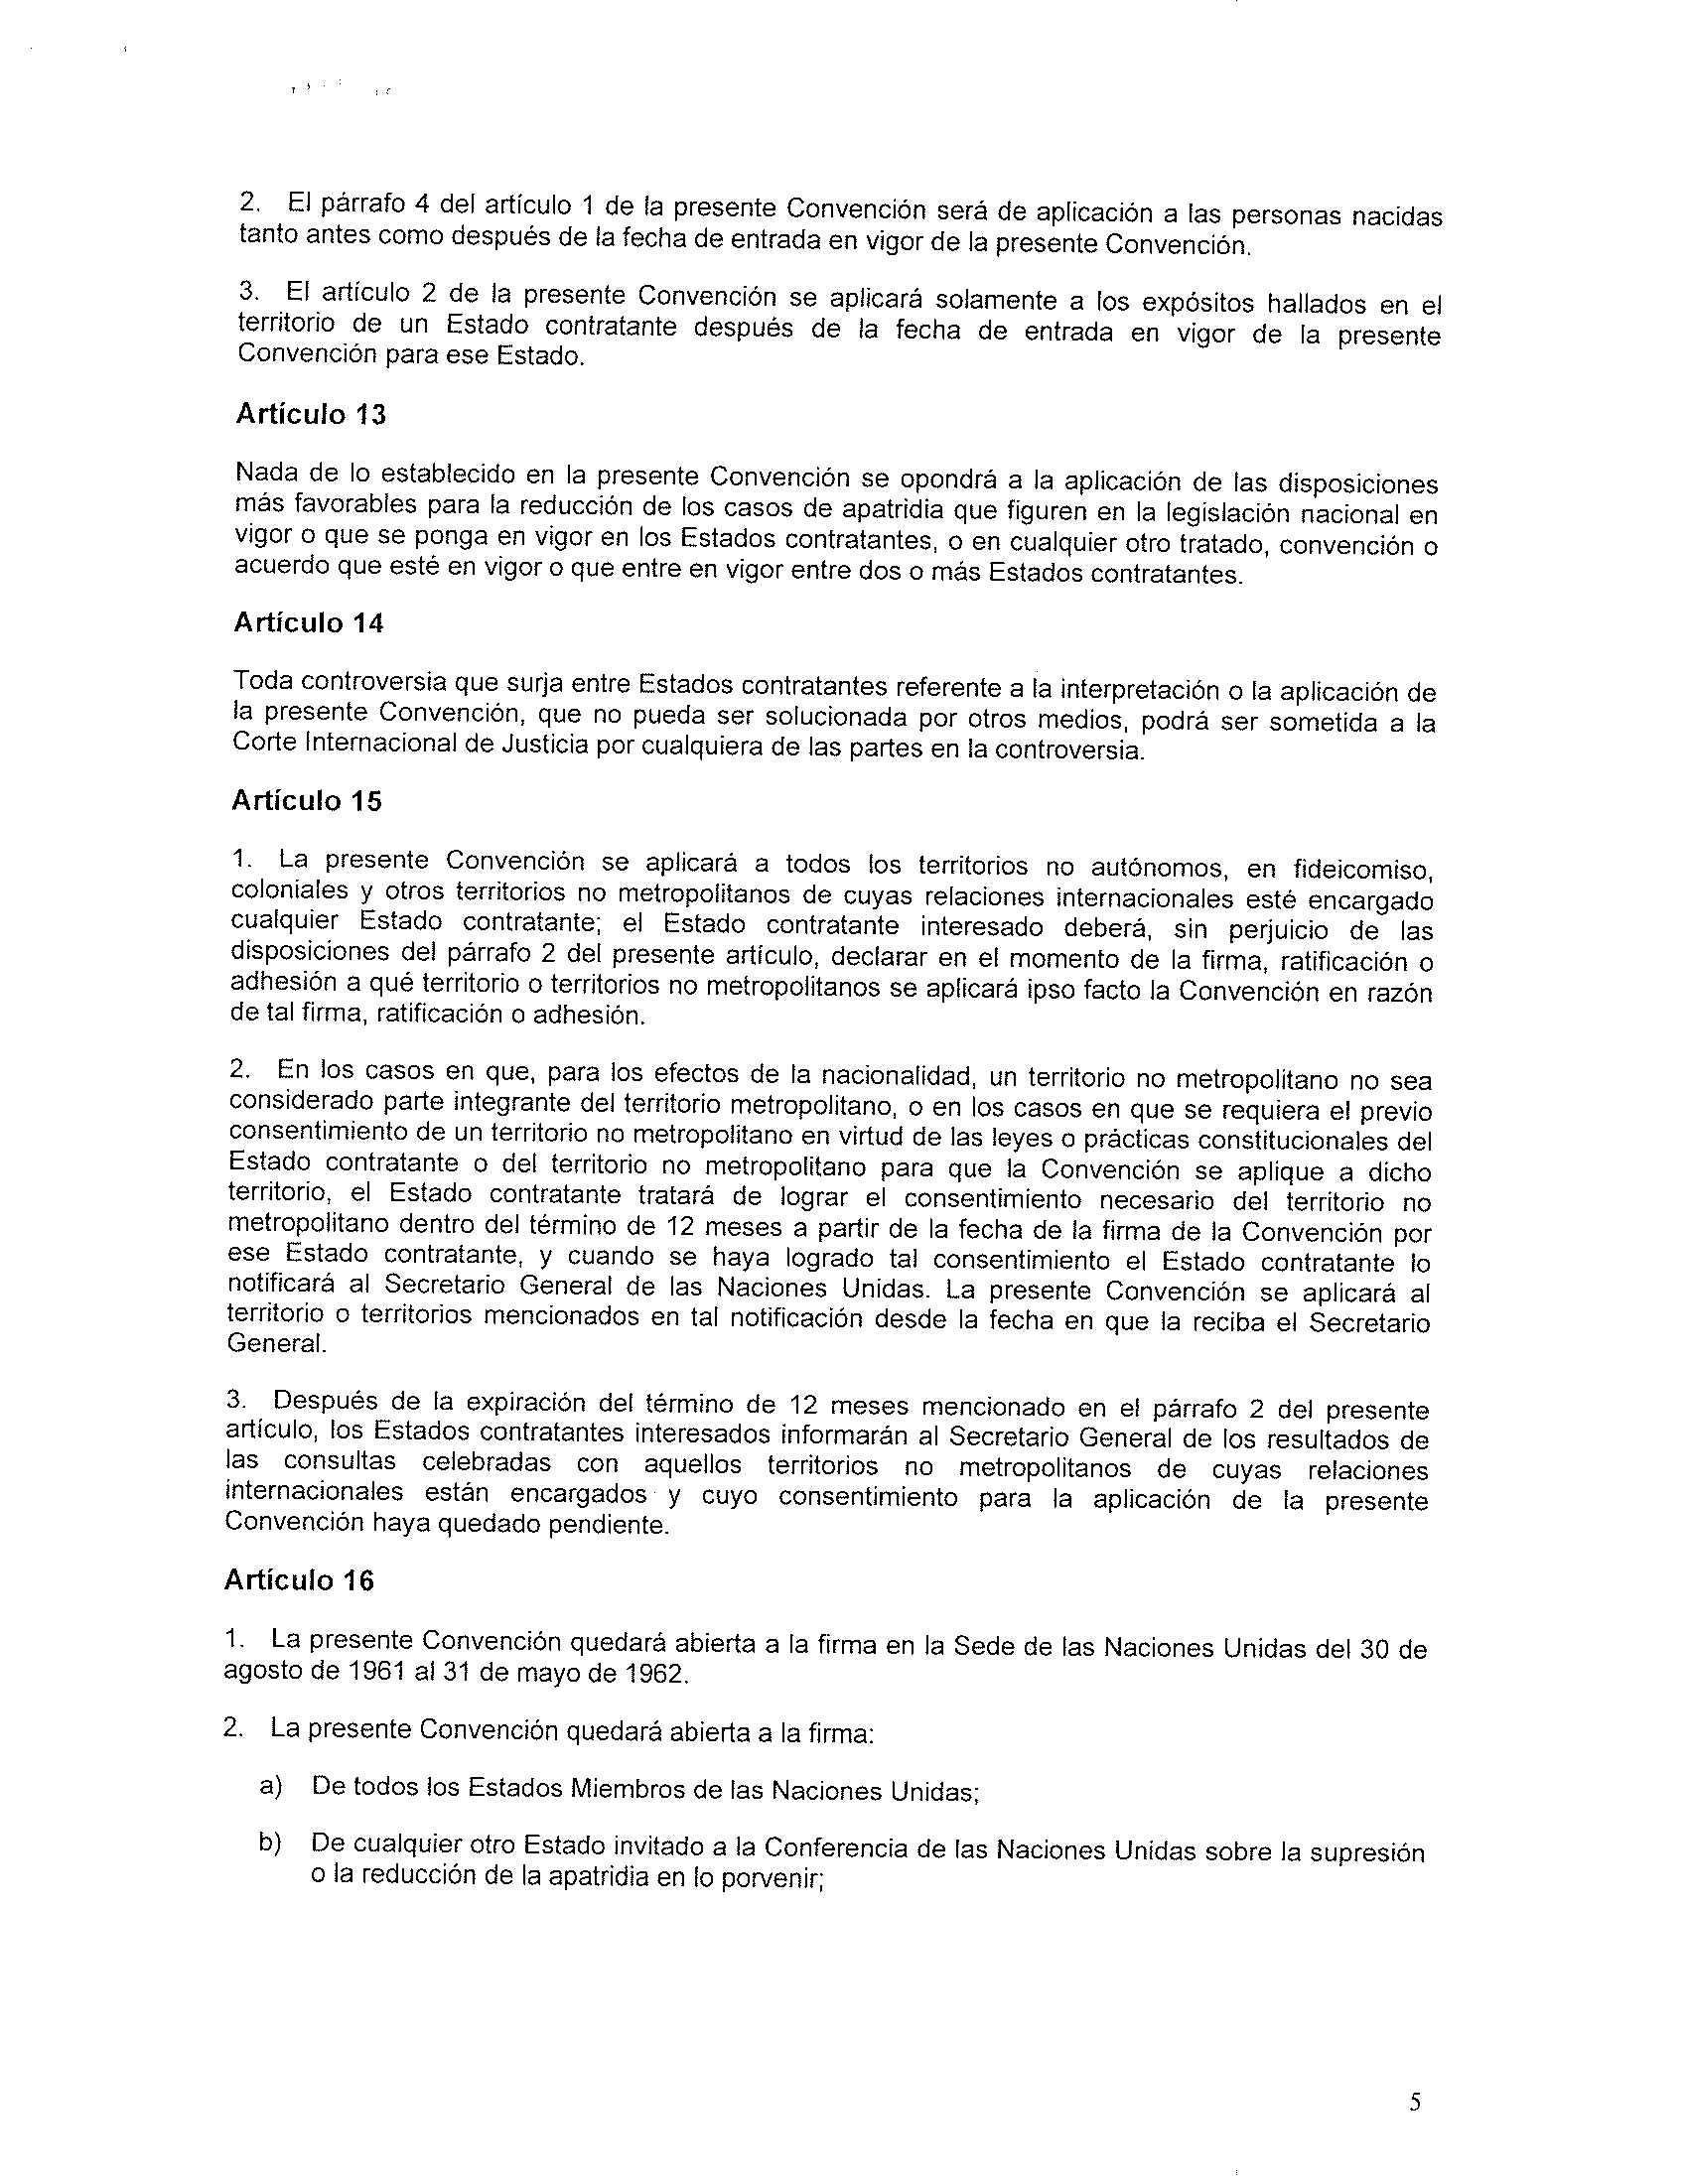 2. El párrafo 4 del artículo 1 de la presente Convención será de aplicación a las personas nacidas
tanto antes como después de la fecha de entrada en vigor de la presente Convención.
3. El artículo 2 de la presente Convención se aplicará solamente a los expósitos hallados en el
territorio de un Estado contratante después de la fecha de entrada en vigor de la presente
Convención para ese Estado.
Artículo 13
Nada de lo establecido en la presente Convención se opondrá a la aplicación de las disposiciones
más favorables para la reducción de los casos de apatridia que figuren en la legislación nacional en
vigor o que se ponga en vigor en los Estados contratantes, o en cualquier otro tratado, convención o
acuerdo que esté en vigor o que entre en vigor entre dos o más Estados contratantes.
Artículo 14
Toda controversia que surja entre Estados contratantes referente a la interpretación o la aplicación de
la presente Convención, que no pueda ser solucionada por otros medios, podrá ser sometida a la
Corte Internacional de Justicia por cualquiera de las partes en la controversia.
Artículo 15
1. La presente Convención se aplicará a todos los territorios no autónomos, en fideicomiso,
coloniales y otros territorios no metropolitanos de cuyas relaciones internacionales esté encargado
cualquier Estado contratante; el Estado contratante interesado deberá, sin perjuicio de las
disposiciones del párrafo 2 del presente artículo, declarar en el momento de la firma, ratificación o
adhesión a qué territorio o territorios no metropolitanos se aplicará ipso facto la Convención en razón
de tal firma, ratificación o adhesión.
2. En los casos en que, para los efectos de la nacionalidad, un territorio no metropolitano no sea
considerado parte integrante del territorio metropolitano, o en los casos en que se requiera el previo
consentimiento de un territorio no metropolitano en virtud de las leyes o prácticas constitucionales del
Estado contratante o del territorio no metropolitano para que la Convención se aplique a dicho
territorio, el Estado contratante tratará de lograr el consentimiento necesario del territorio no
metropolitano dentro del término de 12 meses a partir de la fecha de la firma de la Convención por
ese Estado contratante, y cuando se haya logrado tal consentimiento el Estado contratante lo
notificará al Secretario General de las Naciones Unidas. La presente Convención se aplicará al
territorio o territorios mencionados en tal notificación desde la fecha en que la reciba el Secretario
General.
3. Después de la expiración del término de 12 meses mencionado en el párrafo 2 del presente
artículo, los Estados contratantes interesados informarán al Secretario General de los resultados de
las consultas celebradas con aquellos territorios no metropolitanos de cuyas relaciones
internacionales están encargados y cuyo consentimiento para la aplicación de la presente
Convención haya quedado pendiente.
Artículo 16
1. La presente Convención quedará abierta a la firma en la Sede de las Naciones Unidas del 30 de
agosto de 1961 al 31 de mayo de 1962.
2. La presente Convención quedará abierta a la firma:
a) De todos los Estados Miembros de las Naciones Unidas;
b) De cualquier otro Estado invitado a la Conferencia de las Naciones Unidas sobre la supresión
o la reducción de la apatridia en lo porvenir;
5